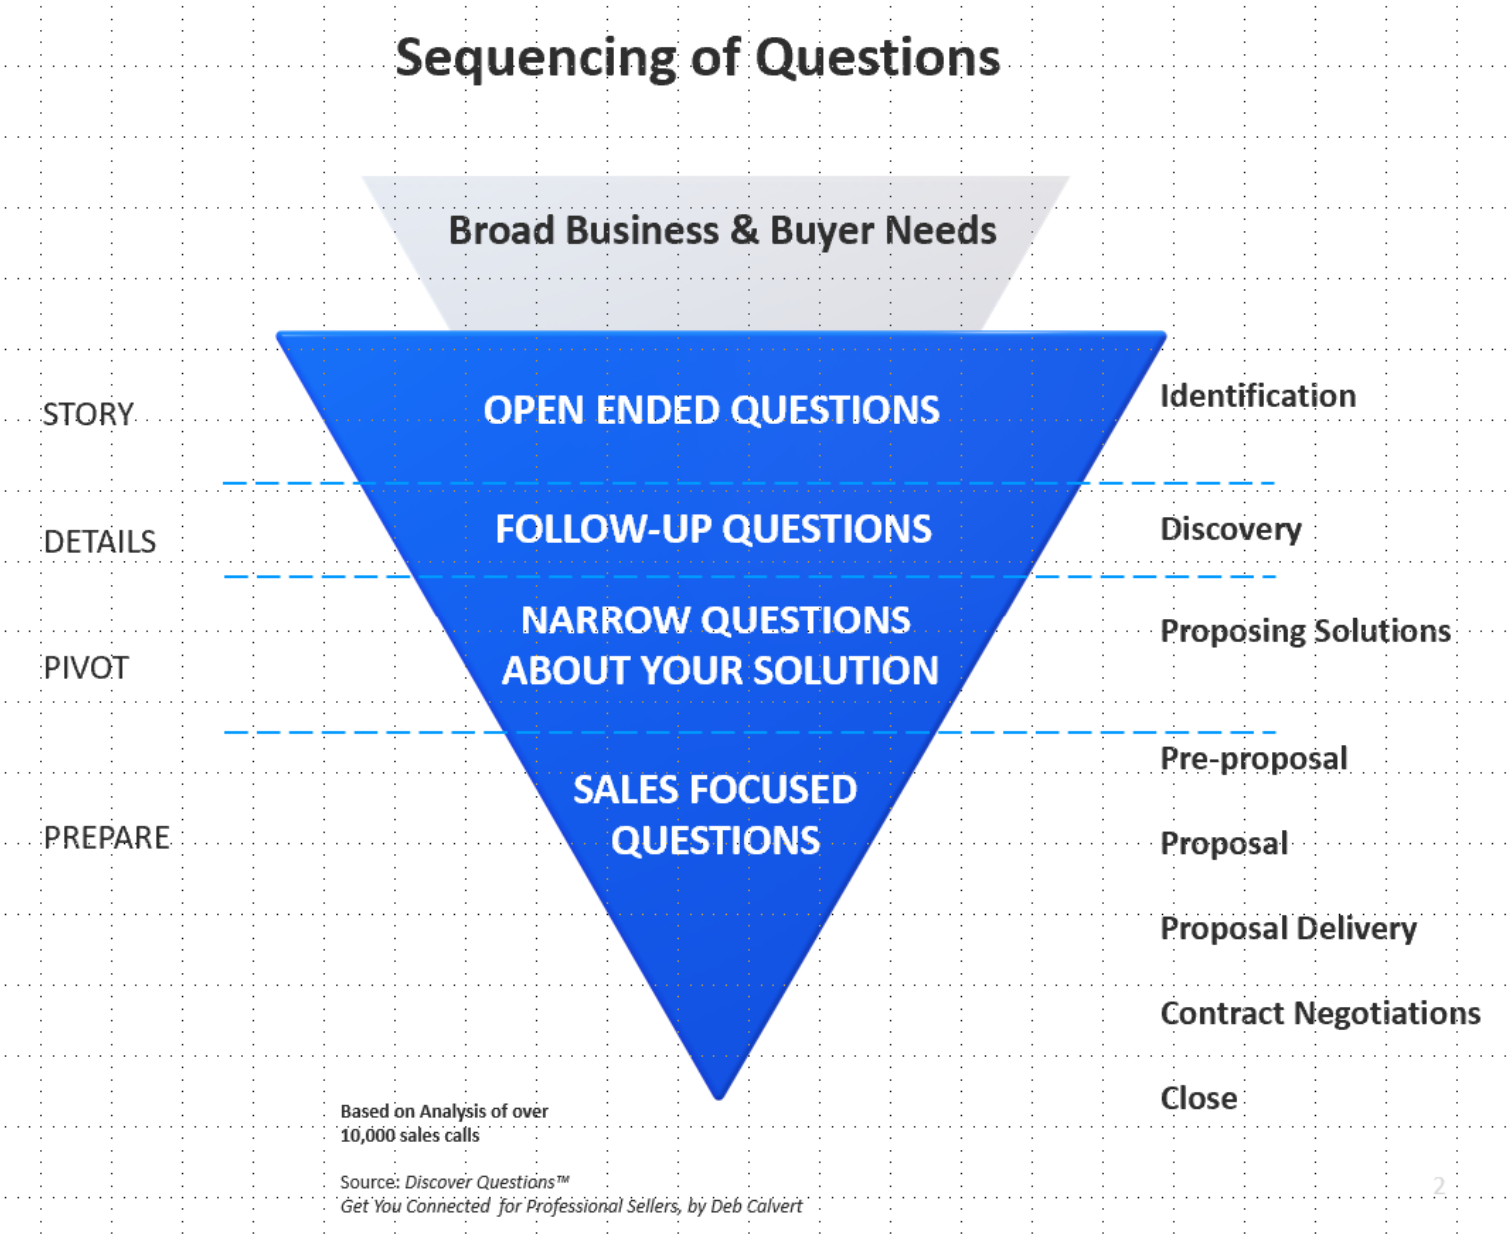 Sequencing of Questions
Broad Business & Buyer Needs
STORY
OPEN ENDED QUESTIONS
Identification
DETAILS
FOLLOW-UP QUESTIONS
Discovery
PIVOT
NARROW QUESTIONS
ABOUT YOUR SOLUTION
Proposing Solutions
PREPARE
SALES FOCUSED
QUESTIONS
Pre-proposal
Proposal
Proposal Delivery
Contract Negotiations
Close
Based on Analysis of over
10,000 sales calls
Source: Discover Questions™
Get You Connected for Professional Sellers, by Deb Calvert
2